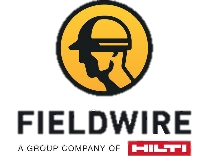 FIELDWIRE
A GROUP COMPANY OF HILTI